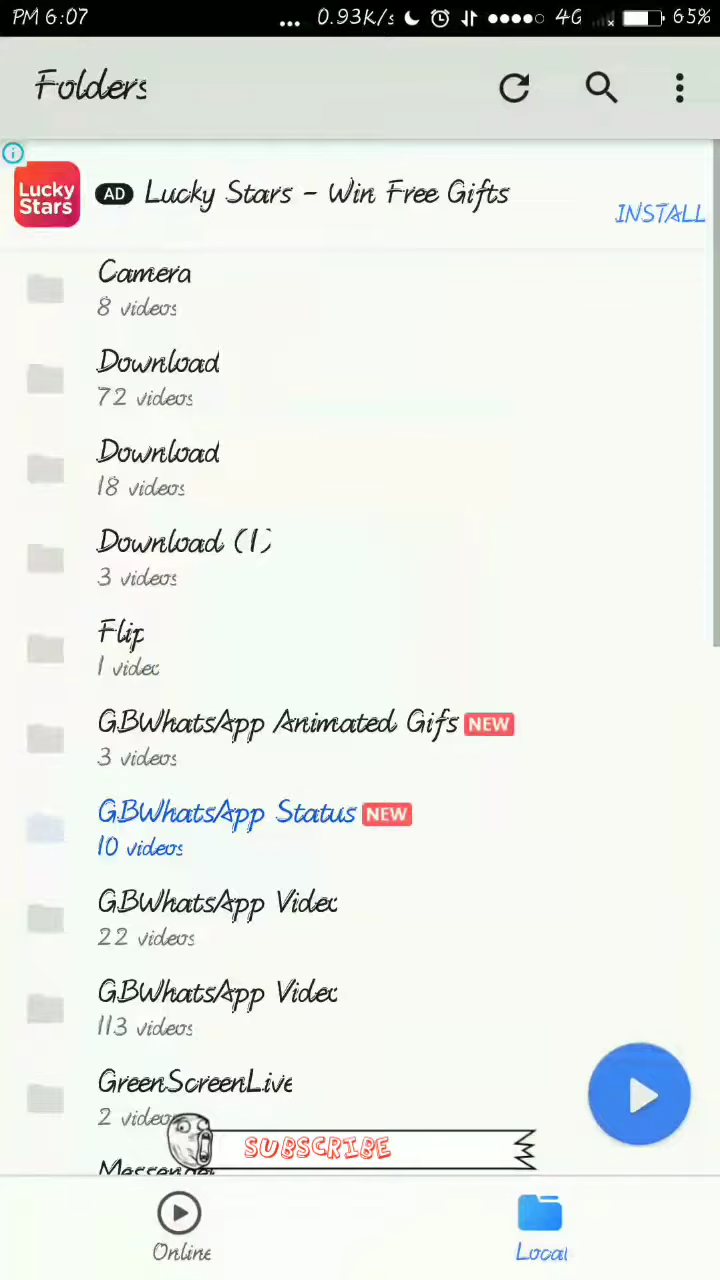 PM 6:07
... 0.93K/s 4G 65%
Folders
Lucky Stars
AD Lucky Stars - Win Free Gifts
INSTALL
Camera
8 videos
Download
72 videos
Download
18 videos
Download (1)
3 videos
Flip
1 video
GBWhatsApp Animated Gifs NEW
3 videos
GBWhatsApp Status NEW
10 videos
GBWhatsApp Video
22 videos
GBWhatsApp Video
113 videos
GreenScreenLive
2 videos
SUBSCRIBE
Messenger
Online
Local